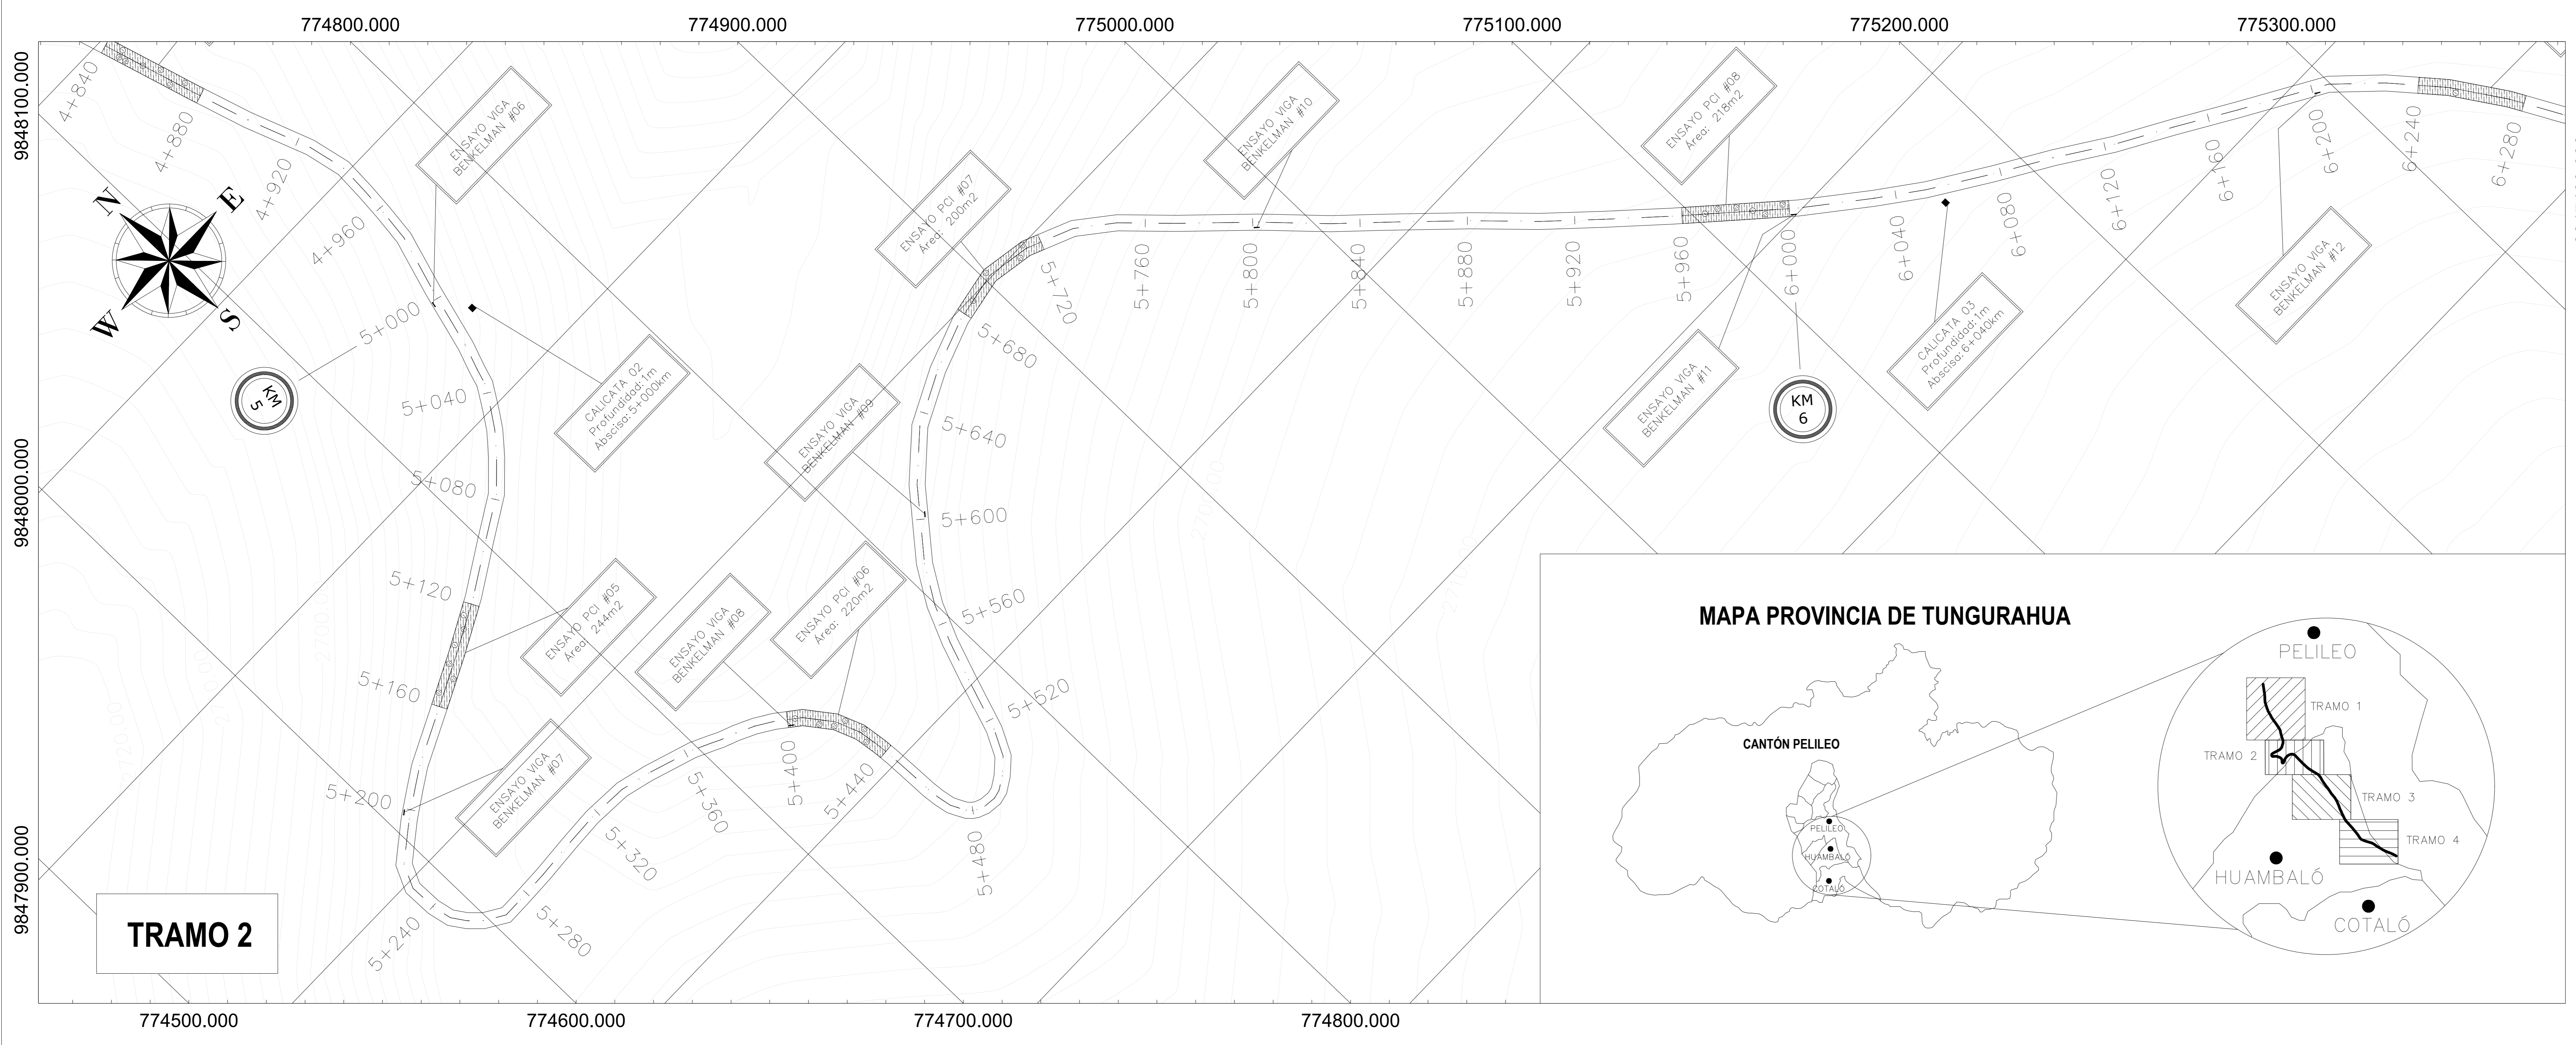 774800.000
774900.000
775000.000
775100.000
775200.000
775300.000
9848100.000
9848000.000
9847900.000
4+840
4+880
4+920
4+960
5+000
5+040
5+080
5+120
5+160
5+200
5+240
5+280
5+320
5+360
5+400
5+440
5+480
5+520
5+560
5+600
5+640
5+680
5+720
5+760
5+800
5+840
5+880
5+920
5+960
6+000
6+040
6+080
6+120
6+160
6+200
6+240
6+280
N
E
W
S
KM
5
KM
6
ENSAYO VIGA
BENKELMAN #06
CALICATA 02
Profundidad:1m
Abscisa:5+000km
ENSAYO PCI #05
Área: 244m2
ENSAYO VIGA
BENKELMAN #07
ENSAYO VIGA
BENKELMAN #08
ENSAYO PCI #06
Área: 220m2
ENSAYO VIGA
BENKELMAN #09
ENSAYO PCI #07
Área: 200m2
ENSAYO VIGA
BENKELMAN #10
ENSAYO PCI #08
Área: 218m2
ENSAYO VIGA
BENKELMAN #11
CALICATA 03
Profundidad:1m
Abscisa:6+040km
ENSAYO VIGA
BENKELMAN #12
TRAMO 2
MAPA PROVINCIA DE TUNGURAHUA
CANTÓN PELILEO
PELILEO
HUAMBALÓ
COTALÓ
PELILEO
TRAMO 1
TRAMO 2
TRAMO 3
TRAMO 4
HUAMBALÓ
COTALÓ
774500.000
774600.000
774700.000
774800.000